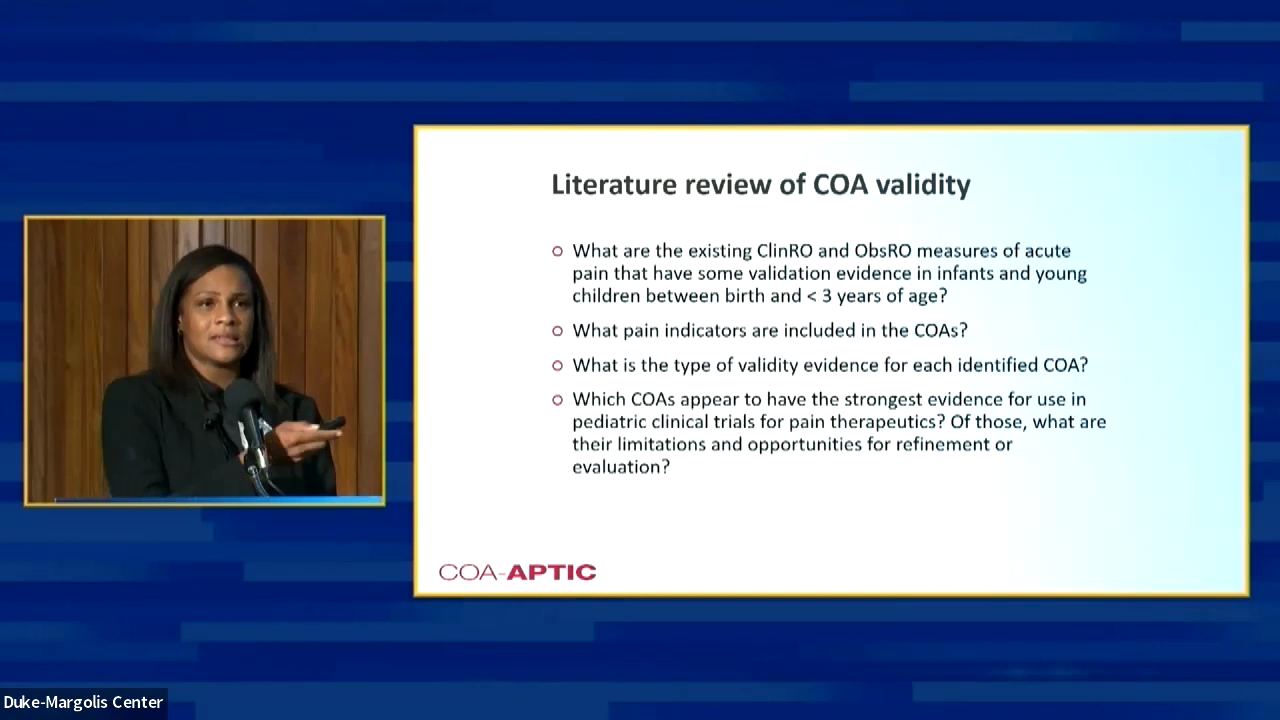 Literature review of COA validity
What are the existing ClinRO and ObsRO measures of acute
pain that have some validation evidence in infants and young
children between birth and < 3 years of age?
What pain indicators are included in the COAs?
What is the type of validity evidence for each identified COA?
Which COAs appear to have the strongest evidence for use in
pediatric clinical trials for pain therapeutics? Of those, what are
their limitations and opportunities for refinement or
evaluation?
COA-APTIC
Duke-Margolis Center